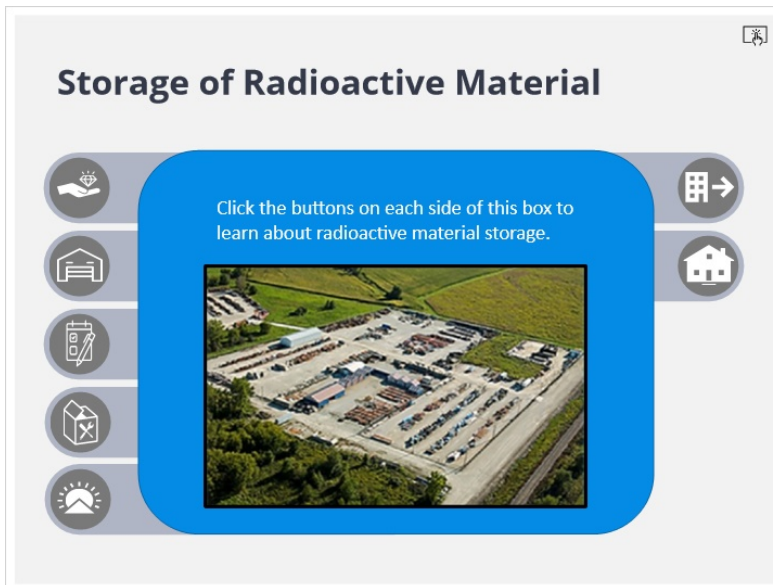 Storage of Radioactive Material
Click the buttons on each side of this box to
learn about radioactive material storage.